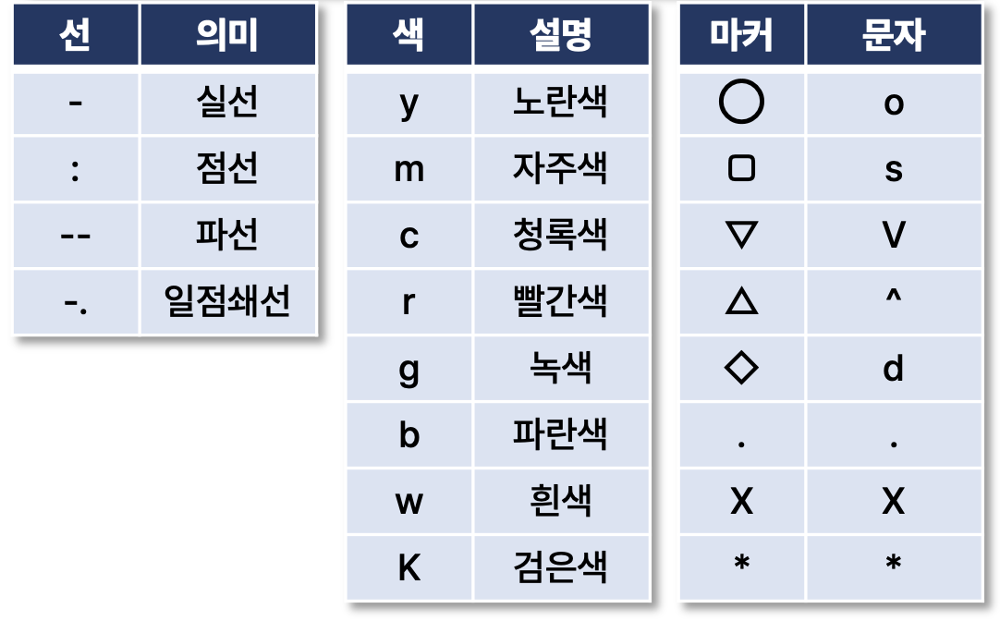 선 의미
- 실선
: 점선
-- 파선
-. 일점쇄선
색 설명
y 노란색
m 자주색
c 청록색
r 빨간색
g 녹색
b 파란색
w 흰색
K 검은색
마커 문자
○ o
□ s
▽ V
△ ^
◇ d
. .
X X
* *